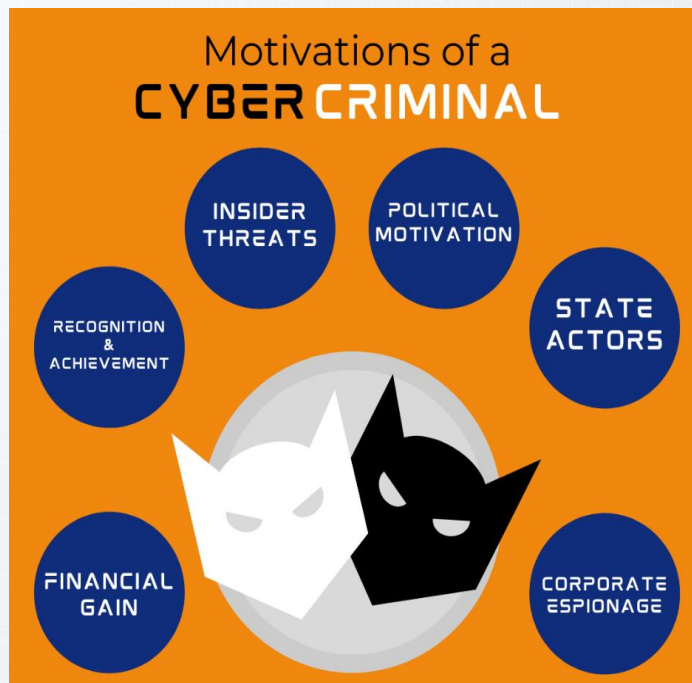 Motivations of a
CYBER CRIMINAL
INSIDER
THREATS
POLITICAL
MOTIVATION
RECOGNITION
&
ACHIEVEMENT
STATE
ACTORS
FINANCIAL
GAIN
CORPORATE
ESPIONAGE